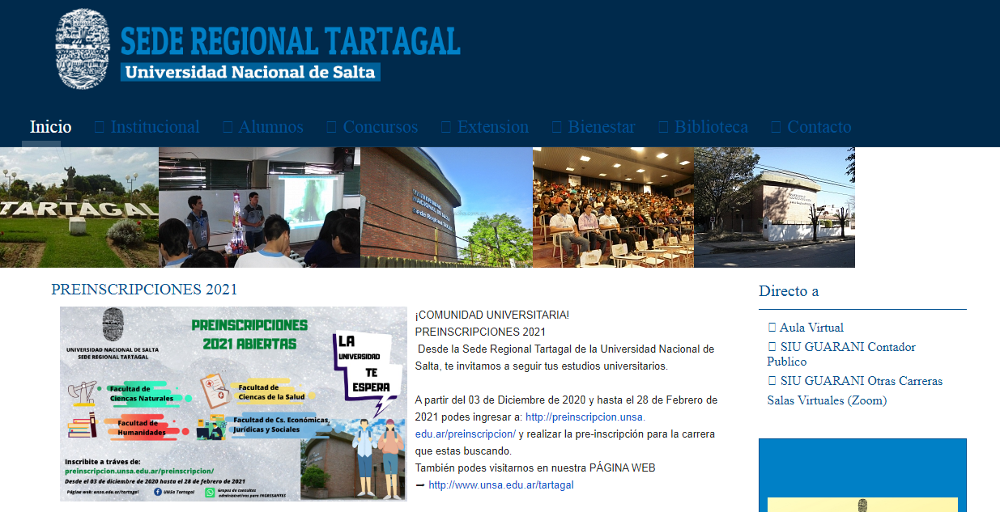 SEDE REGIONAL TARTAGAL
Universidad Nacional de Salta
Inicio
Institucional
Alumnos
Concursos
Extension
Bienestar
Biblioteca
Contacto
TARTAGAL
UNIVERSIDAD
NACIONAL DE SALTA
Sede Regional
PREINSCRIPCIONES 2021
UNIVERSIDAD NACIONAL DE SALTA
SEDE REGIONAL TARTAGAL
PREINSCRIPCIONES
2021 ABIERTAS
LA
UNIVERSIDAD
TE
ESPERA
Facultad de
Ciencias Naturales
Facultad de
Ciencias de la Salud
Facultad de
Humanidades
Facultad de Cs. Económicas,
Jurídicas y Sociales
Inscribite a tráves de:
preinscripcion.unsa.edu.ar/preinscripcion/
Desde el 03 de diciembre de 2020 hasta el 28 de febrero de 2021
Página web: unsa.edu.ar/tartagal
UNSa Tartagal
Grupos de consultas
administrativas para INGRESANTES
¡COMUNIDAD UNIVERSITARIA!
PREINSCRIPCIONES 2021
Desde la Sede Regional Tartagal de la Universidad Nacional de
Salta, te invitamos a seguir tus estudios universitarios.
A partir del 03 de Diciembre de 2020 y hasta el 28 de Febrero de
2021 podes ingresar a: http://preinscripcion.unsa.
edu.ar/preinscripcion/ y realizar la pre-inscripción para la carrera
que estas buscando.
También podes visitarnos en nuestra PÁGINA WEB
➞ http://www.unsa.edu.ar/tartagal
Directo a
Aula Virtual
SIU GUARANI Contador
Publico
SIU GUARANI Otras Carreras
Salas Virtuales (Zoom)